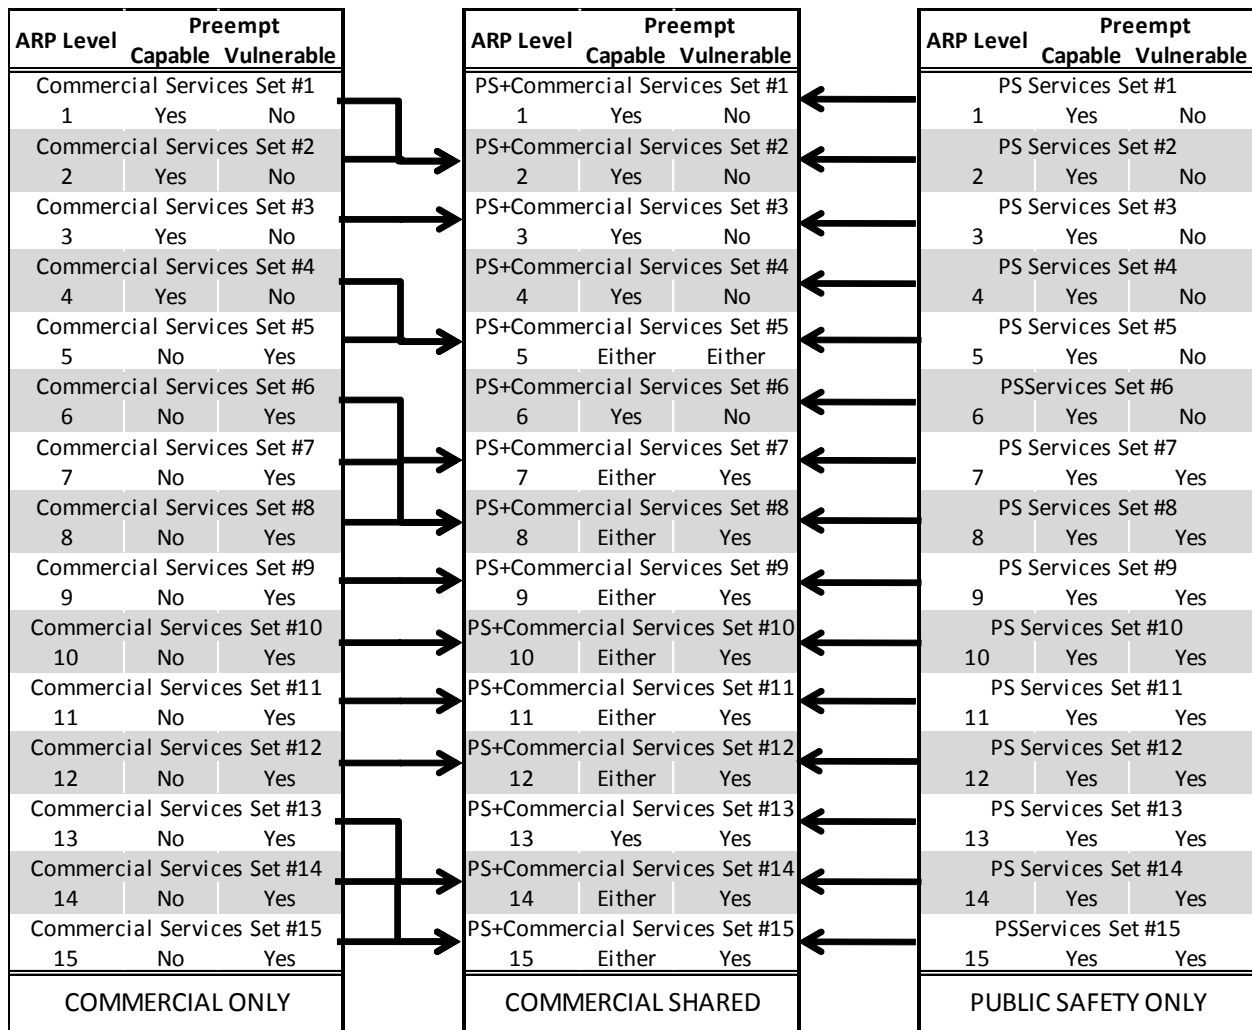 ARP Level Preempt Capable Vulnerable
Commercial Services Set #1
1 Yes No
Commercial Services Set #2
2 Yes No
Commercial Services Set #3
3 Yes No
Commercial Services Set #4
4 Yes No
Commercial Services Set #5
5 No Yes
Commercial Services Set #6
6 No Yes
Commercial Services Set #7
7 No Yes
Commercial Services Set #8
8 No Yes
Commercial Services Set #9
9 No Yes
Commercial Services Set #10
10 No Yes
Commercial Services Set #11
11 No Yes
Commercial Services Set #12
12 No Yes
Commercial Services Set #13
13 No Yes
Commercial Services Set #14
14 No Yes
Commercial Services Set #15
15 No Yes
COMMERCIAL ONLY
ARP Level Preempt Capable Vulnerable
PS+Commercial Services Set #1
1 Yes No
PS+Commercial Services Set #2
2 Yes No
PS+Commercial Services Set #3
3 Yes No
PS+Commercial Services Set #4
4 Yes No
PS+Commercial Services Set #5
5 Either Either
PS+Commercial Services Set #6
6 Yes No
PS+Commercial Services Set #7
7 Either Yes
PS+Commercial Services Set #8
8 Either Yes
PS+Commercial Services Set #9
9 Either Yes
PS+Commercial Services Set #10
10 Either Yes
PS+Commercial Services Set #11
11 Either Yes
PS+Commercial Services Set #12
12 Either Yes
PS+Commercial Services Set #13
13 Yes Yes
PS+Commercial Services Set #14
14 Either Yes
PS+Commercial Services Set #15
15 Either Yes
COMMERCIAL SHARED
ARP Level Preempt Capable Vulnerable
PS Services Set #1
1 Yes No
PS Services Set #2
2 Yes No
PS Services Set #3
3 Yes No
PS Services Set #4
4 Yes No
PS Services Set #5
5 Yes No
PSServices Set #6
6 Yes No
PS Services Set #7
7 Yes Yes
PS Services Set #8
8 Yes Yes
PS Services Set #9
9 Yes Yes
PS Services Set #10
10 Yes Yes
PS Services Set #11
11 Yes Yes
PS Services Set #12
12 Yes Yes
PS Services Set #13
13 Yes Yes
PS Services Set #14
14 Yes Yes
PSServices Set #15
15 Yes Yes
PUBLIC SAFETY ONLY